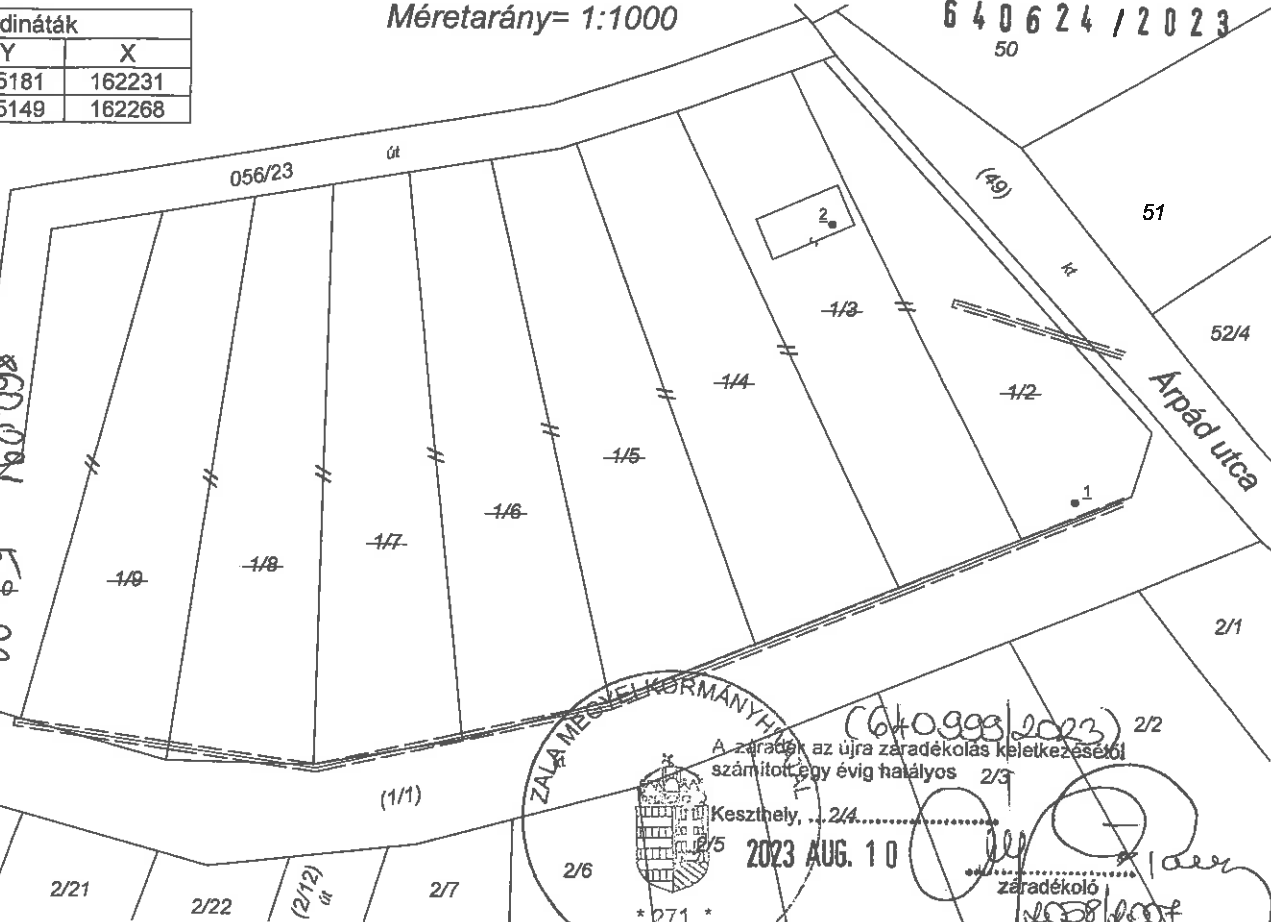 Méretarány= 1:1000
640624/2023
dináták
Y X
5181 162231
5149 162268
50
056/23
út
(49)
kt
51
52/4
Árpád utca
2
1/3
1/4
1/2
1/5
1/6
1/7
1/8
1/9
1
(1/1)
2/1
2/2
2/3
2/4
2/5
2/6
2/7
(2/12)
út
2/22
2/21
ZALA MEGYEI KORMÁNYHIVATAL
* 271 *
(640.999/2023)
A záradék az újra záradékolás keletkezésétől
számított egy évig hatályos
Keszthely,
2023 AUG. 10
záradékoló